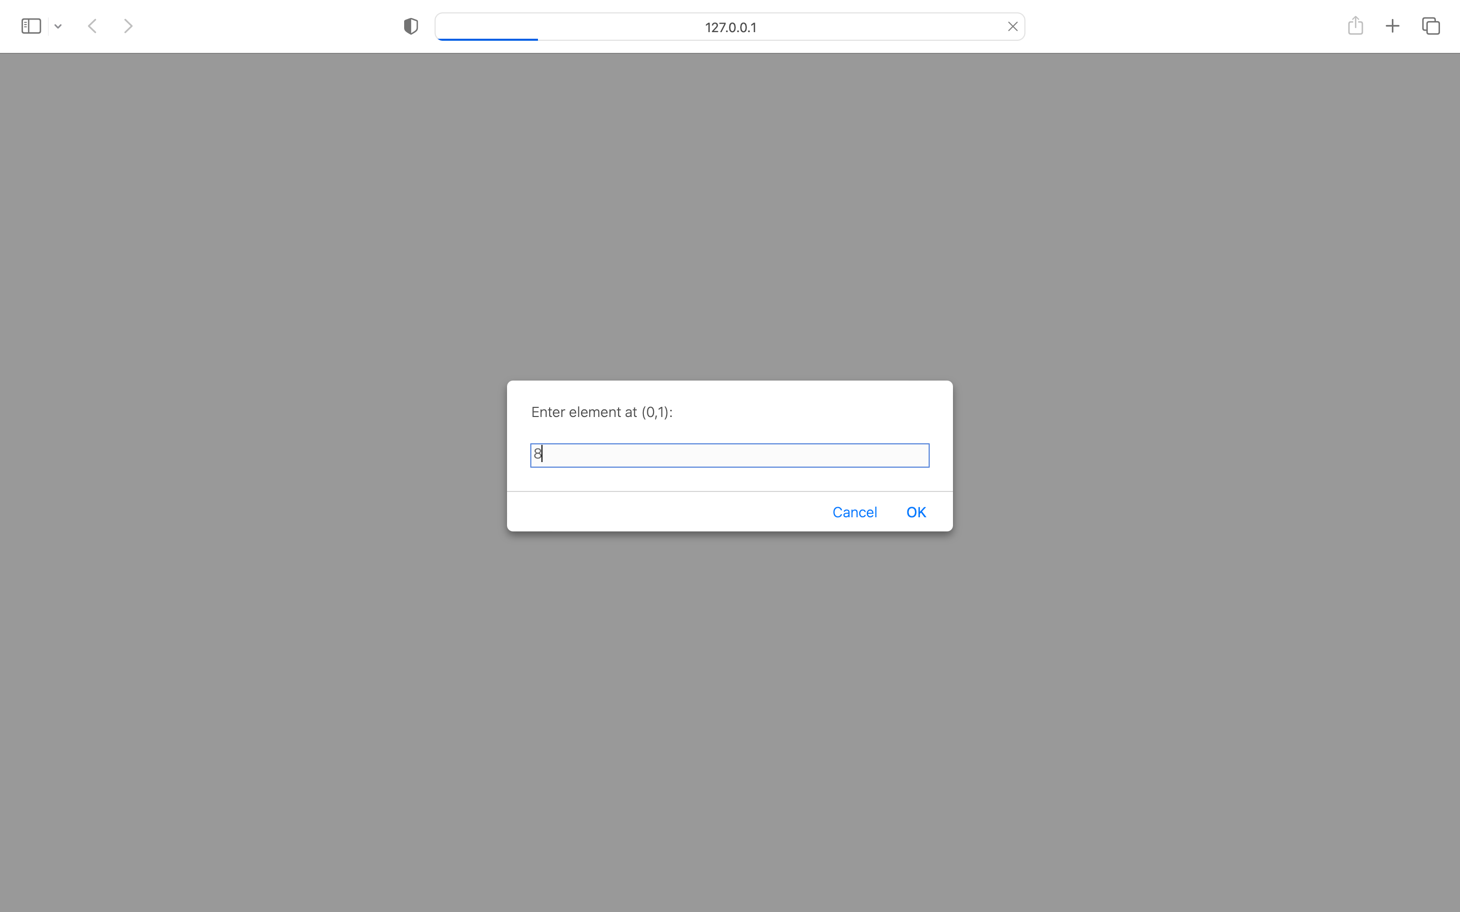 127.0.0.1
Enter element at (0,1):
8
Cancel OK